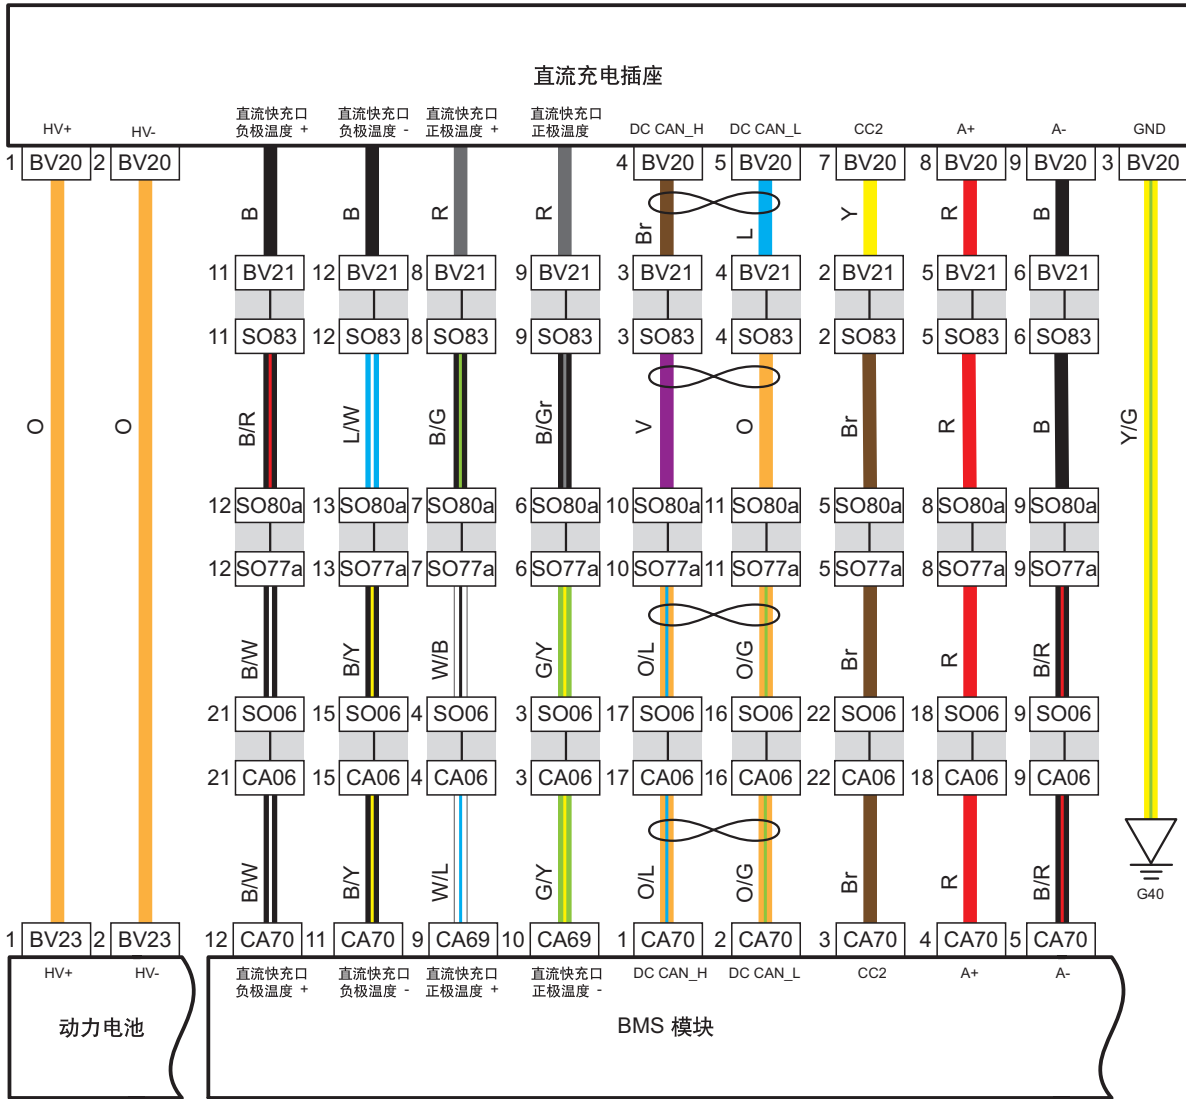 直流充电插座
HV+ HV- 直流快充口 直流快充口 直流快充口 直流快充口 DC CAN_H DC CAN_L CC2 A+ A- GND
负极温度 + 负极温度 - 正极温度 + 正极温度
1 BV20 2 BV20 4 BV20 5 BV20 7 BV20 8 BV20 9 BV20 3 BV20
B B R R Br L Y R B
11 BV21 12 BV21 8 BV21 9 BV21 3 BV21 4 BV21 2 BV21 5 BV21 6 BV21
11 SO83 12 SO83 8 SO83 9 SO83 3 SO83 4 SO83 2 SO83 5 SO83 6 SO83
O O B/R L/W B/G B/Gr V O Br R B Y/G
12 SO80a 13 SO80a 7 SO80a 6 SO80a 10 SO80a 11 SO80a 5 SO80a 8 SO80a 9 SO80a
12 SO77a 13 SO77a 7 SO77a 6 SO77a 10 SO77a 11 SO77a 5 SO77a 8 SO77a 9 SO77a
B/W B/Y W/B G/Y O/L O/G Br R B/R
21 SO06 15 SO06 4 SO06 3 SO06 17 SO06 16 SO06 22 SO06 18 SO06 9 SO06
21 CA06 15 CA06 4 CA06 3 CA06 17 CA06 16 CA06 22 CA06 18 CA06 9 CA06
B/W B/Y W/L G/Y O/L O/G Br R B/R G40
1 BV23 2 BV23 12 CA70 11 CA70 9 CA69 10 CA69 1 CA70 2 CA70 3 CA70 4 CA70 5 CA70
HV+ HV- 直流快充口 直流快充口 直流快充口 直流快充口 DC CAN_H DC CAN_L CC2 A+ A-
负极温度 + 负极温度 - 正极温度 + 正极温度 -
动力电池 BMS 模块